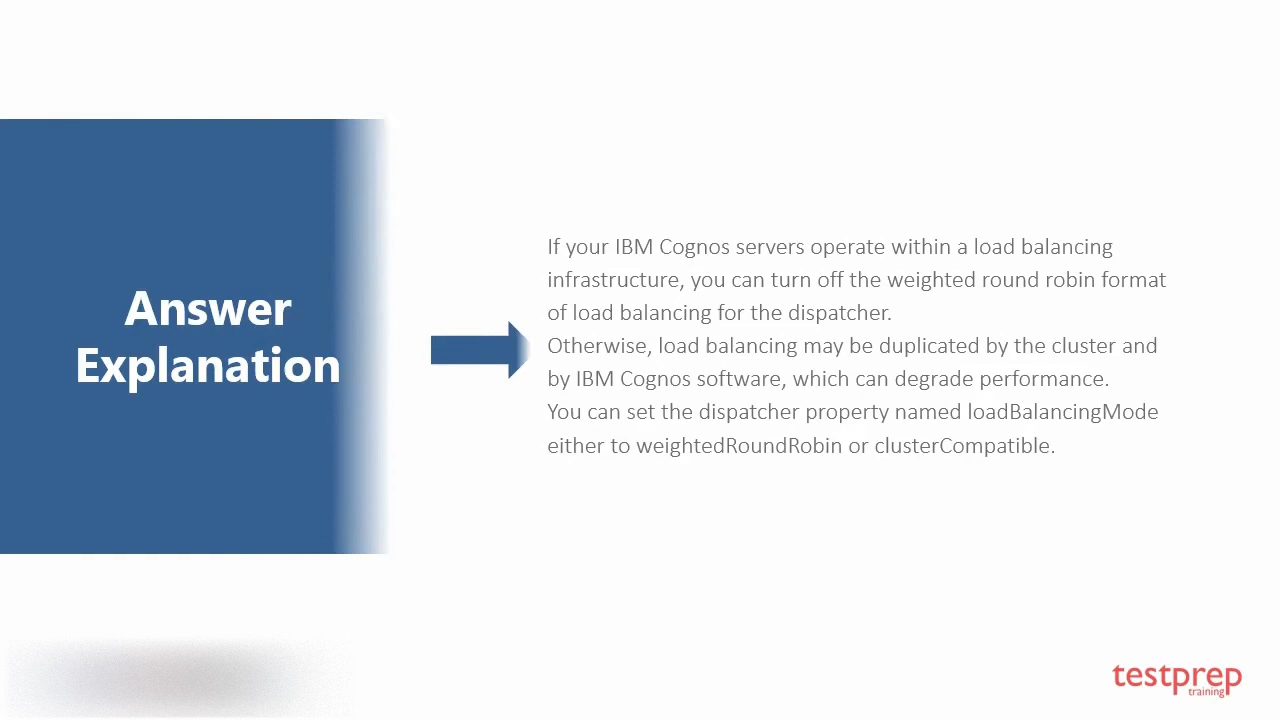 Answer
Explanation
If your IBM Cognos servers operate within a load balancing
infrastructure, you can turn off the weighted round robin format
of load balancing for the dispatcher.
Otherwise, load balancing may be duplicated by the cluster and
by IBM Cognos software, which can degrade performance.
You can set the dispatcher property named loadBalancingMode
either to weightedRoundRobin or clusterCompatible.
testprep
training